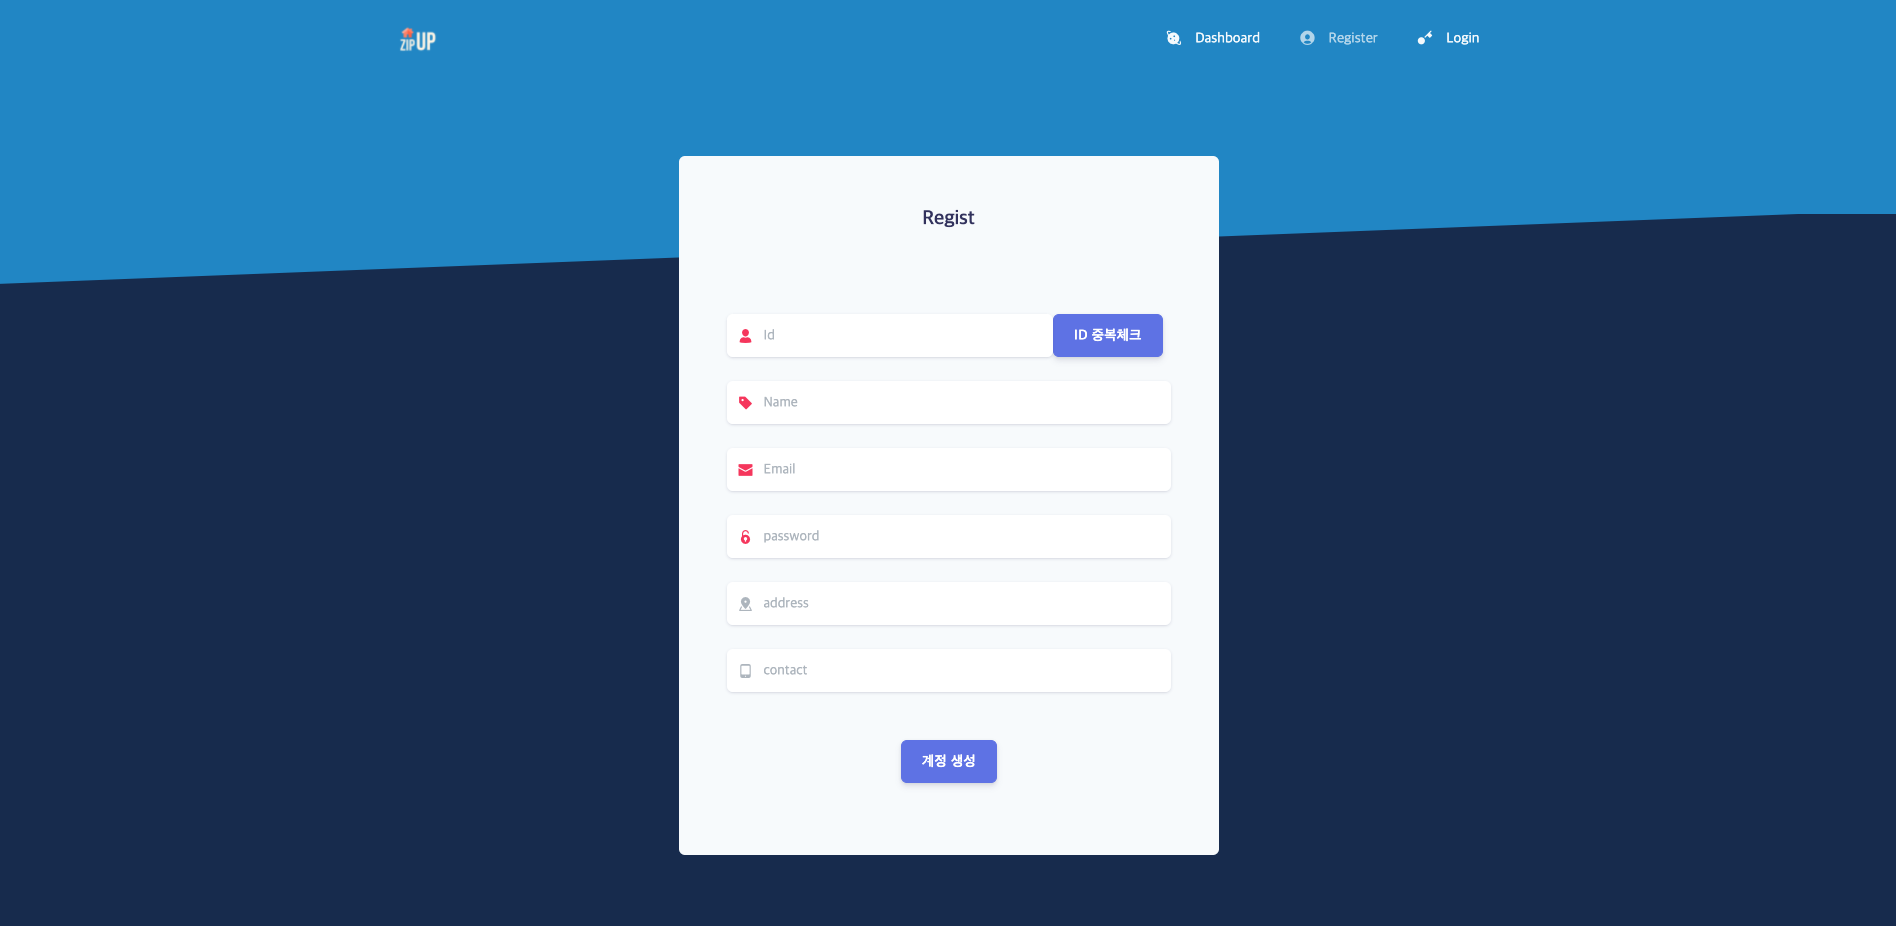 ZIP UP
Dashboard
Register
Login
Regist
Id
ID 중복체크
Name
Email
password
address
contact
계정 생성